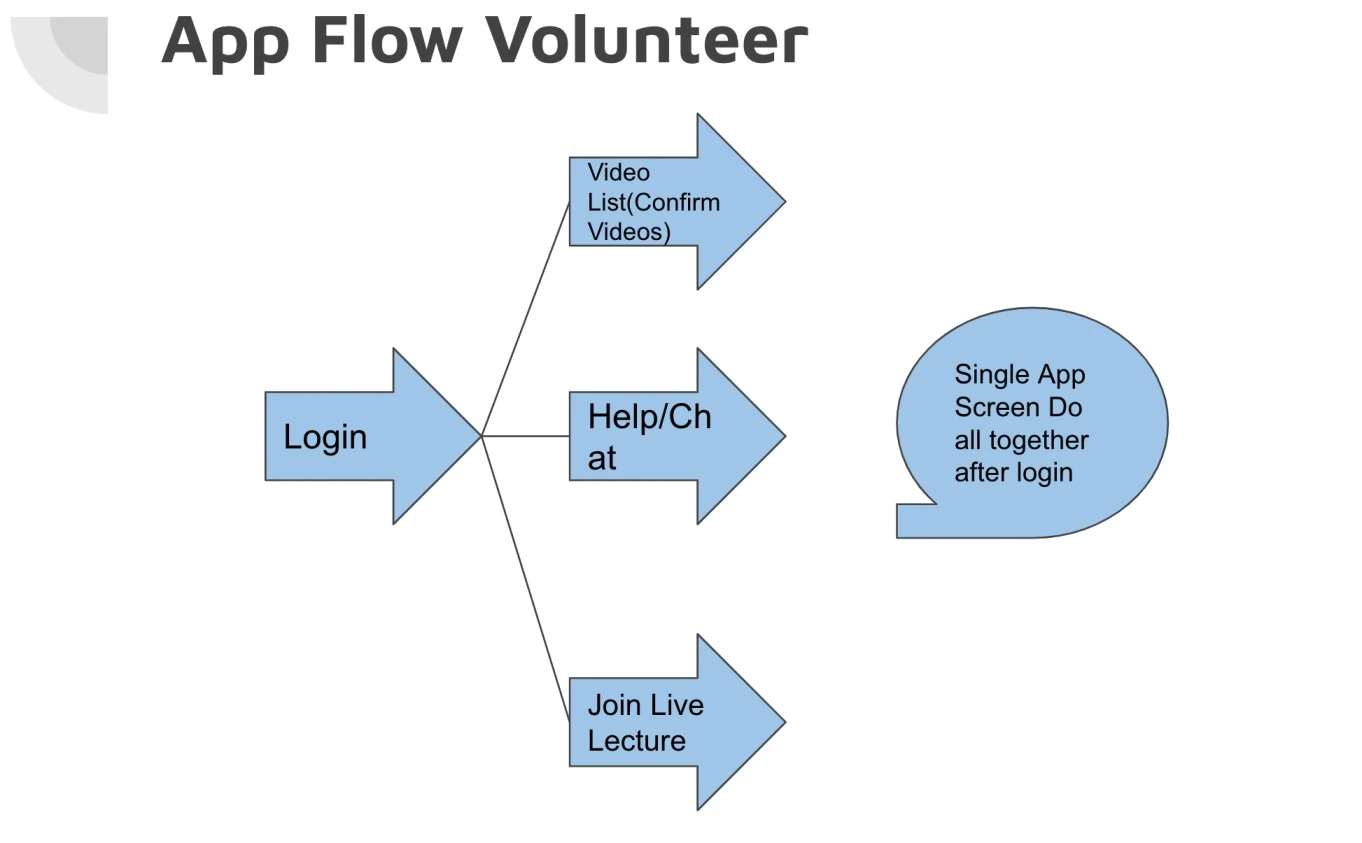 App Flow Volunteer
Video
List(Confirm
Videos)
Login
Help/Ch
at
Single App
Screen Do
all together
after login
Join Live
Lecture